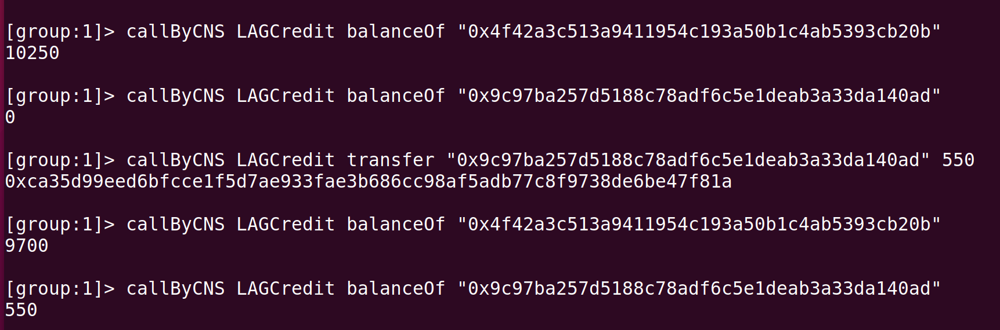 [group:1]> callByCNS LAGCredit balanceOf "0x4f42a3c513a9411954c193a50b1c4ab5393cb20b"
10250
[group:1]> callByCNS LAGCredit balanceOf "0x9c97ba257d5188c78adf6c5e1deab3a33da140ad"
0
[group:1]> callByCNS LAGCredit transfer "0x9c97ba257d5188c78adf6c5e1deab3a33da140ad" 550
0xca35d99eed6bfcce1f5d7ae933fae3b686cc98af5adb77c8f9738de6be47f81a
[group:1]> callByCNS LAGCredit balanceOf "0x4f42a3c513a9411954c193a50b1c4ab5393cb20b"
9700
[group:1]> callByCNS LAGCredit balanceOf "0x9c97ba257d5188c78adf6c5e1deab3a33da140ad"
550